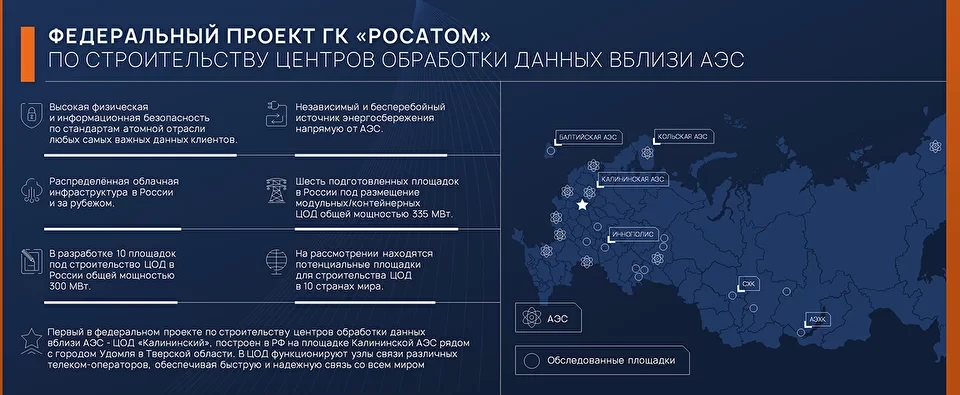 ФЕДЕРАЛЬНЫЙ ПРОЕКТ ГК «РОСАТОМ»
ПО СТРОИТЕЛЬСТВУ ЦЕНТРОВ ОБРАБОТКИ ДАННЫХ ВБЛИЗИ АЭС
Высокая физическая
и информационная безопасность
по стандартам атомной отрасли
любых самых важных данных клиентов.
Независимый и бесперебойный
источник энергосбережения
напрямую от АЭС.
Распределённая облачная
инфраструктура в России
и за рубежом.
Шесть подготовленных площадок
в России под размещение
модульных/контейнерных
ЦОД общей мощностью 335 МВт.
В разработке 10 площадок
под строительство ЦОД в
России общей мощностью
300 МВт.
На рассмотрении находятся
потенциальные площадки
для строительства ЦОД
в 10 странах мира.
Первый в федеральном проекте по строительству центров обработки данных
вблизи АЭС - ЦОД «Калининский», построен в РФ на площадке Калининской АЭС рядом
с городом Удомля в Тверской области. В ЦОД функционируют узлы связи различных
телеком-операторов, обеспечивая быструю и надежную связь со всем миром
БАЛТИЙСКАЯ АЭС
КОЛЬСКАЯ АЭС
КАЛИНИНСКАЯ АЭС
ИННОПОЛИС
СХК
АЭХК
АЭС
Обследованные площадки